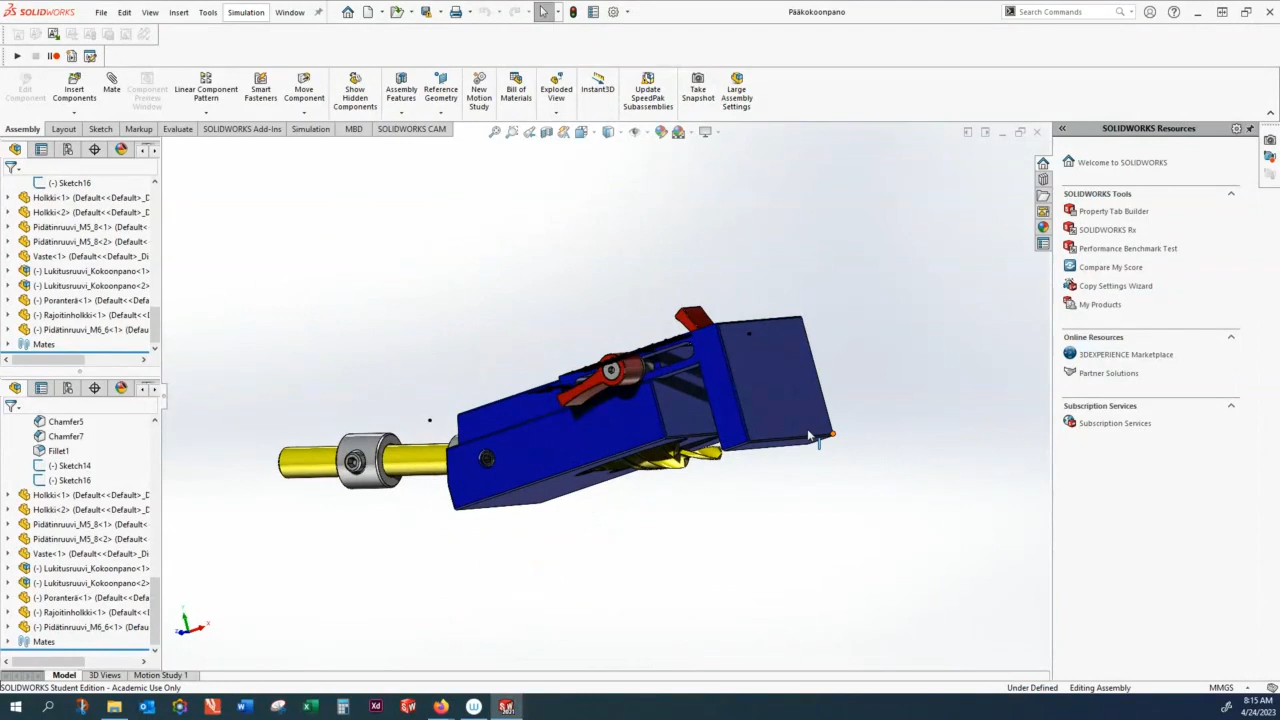 SOLIDWORKS
File
Edit
View
Insert
Tools
Simulation
Window
Pääkokoonpano
Search Commands
Edit Component
Insert Components
Mate
Component Preview Window
Linear Component Pattern
Smart Fasteners
Move Component
Show Hidden Components
Assembly Features
Reference Geometry
New Motion Study
Bill of Materials
Exploded View
Instant3D
Update SpeedPak Subassemblies
Take Snapshot
Large Assembly Settings
Assembly
Layout
Sketch
Markup
Evaluate
SOLIDWORKS Add-Ins
Simulation
MBD
SOLIDWORKS CAM
(-) Sketch16
Holkki<1> (Default<<Default>_D
Holkki<2> (Default<<Default>_D
Pidätinruuvi_M5_8<1> (Default<
Pidätinruuvi_M5_8<2> (Default<
Vaste<1> (Default<<Default>_Di
(-) Lukitusruuvi_Kokoonpano<1>
(-) Lukitusruuvi_Kokoonpano<2>
(-) Poranterä<1> (Default<<Defa
(-) Rajoitinholkki<1> (Default<<I
(-) Pidätinruuvi_M6_6<1> (Defau
Mates
Chamfer5
Chamfer7
Fillet1
(-) Sketch14
(-) Sketch16
Holkki<1> (Default<<Default>_D
Holkki<2> (Default<<Default>_D
Pidätinruuvi_M5_8<1> (Default<
Pidätinruuvi_M5_8<2> (Default<
Vaste<1> (Default<<Default>_Di
(-) Lukitusruuvi_Kokoonpano<1>
(-) Lukitusruuvi_Kokoonpano<2>
(-) Poranterä<1> (Default<<Defa
(-) Rajoitinholkki<1> (Default<<I
(-) Pidätinruuvi_M6_6<1> (Defau
Mates
SOLIDWORKS Resources
Welcome to SOLIDWORKS
SOLIDWORKS Tools
Property Tab Builder
SOLIDWORKS Rx
Performance Benchmark Test
Compare My Score
Copy Settings Wizard
My Products
Online Resources
3DEXPERIENCE Marketplace
Partner Solutions
Subscription Services
Subscription Services
Model
3D Views
Motion Study 1
SOLIDWORKS Student Edition - Academic Use Only
Under Defined
Editing Assembly
MMGS
8:15 AM
4/24/2023